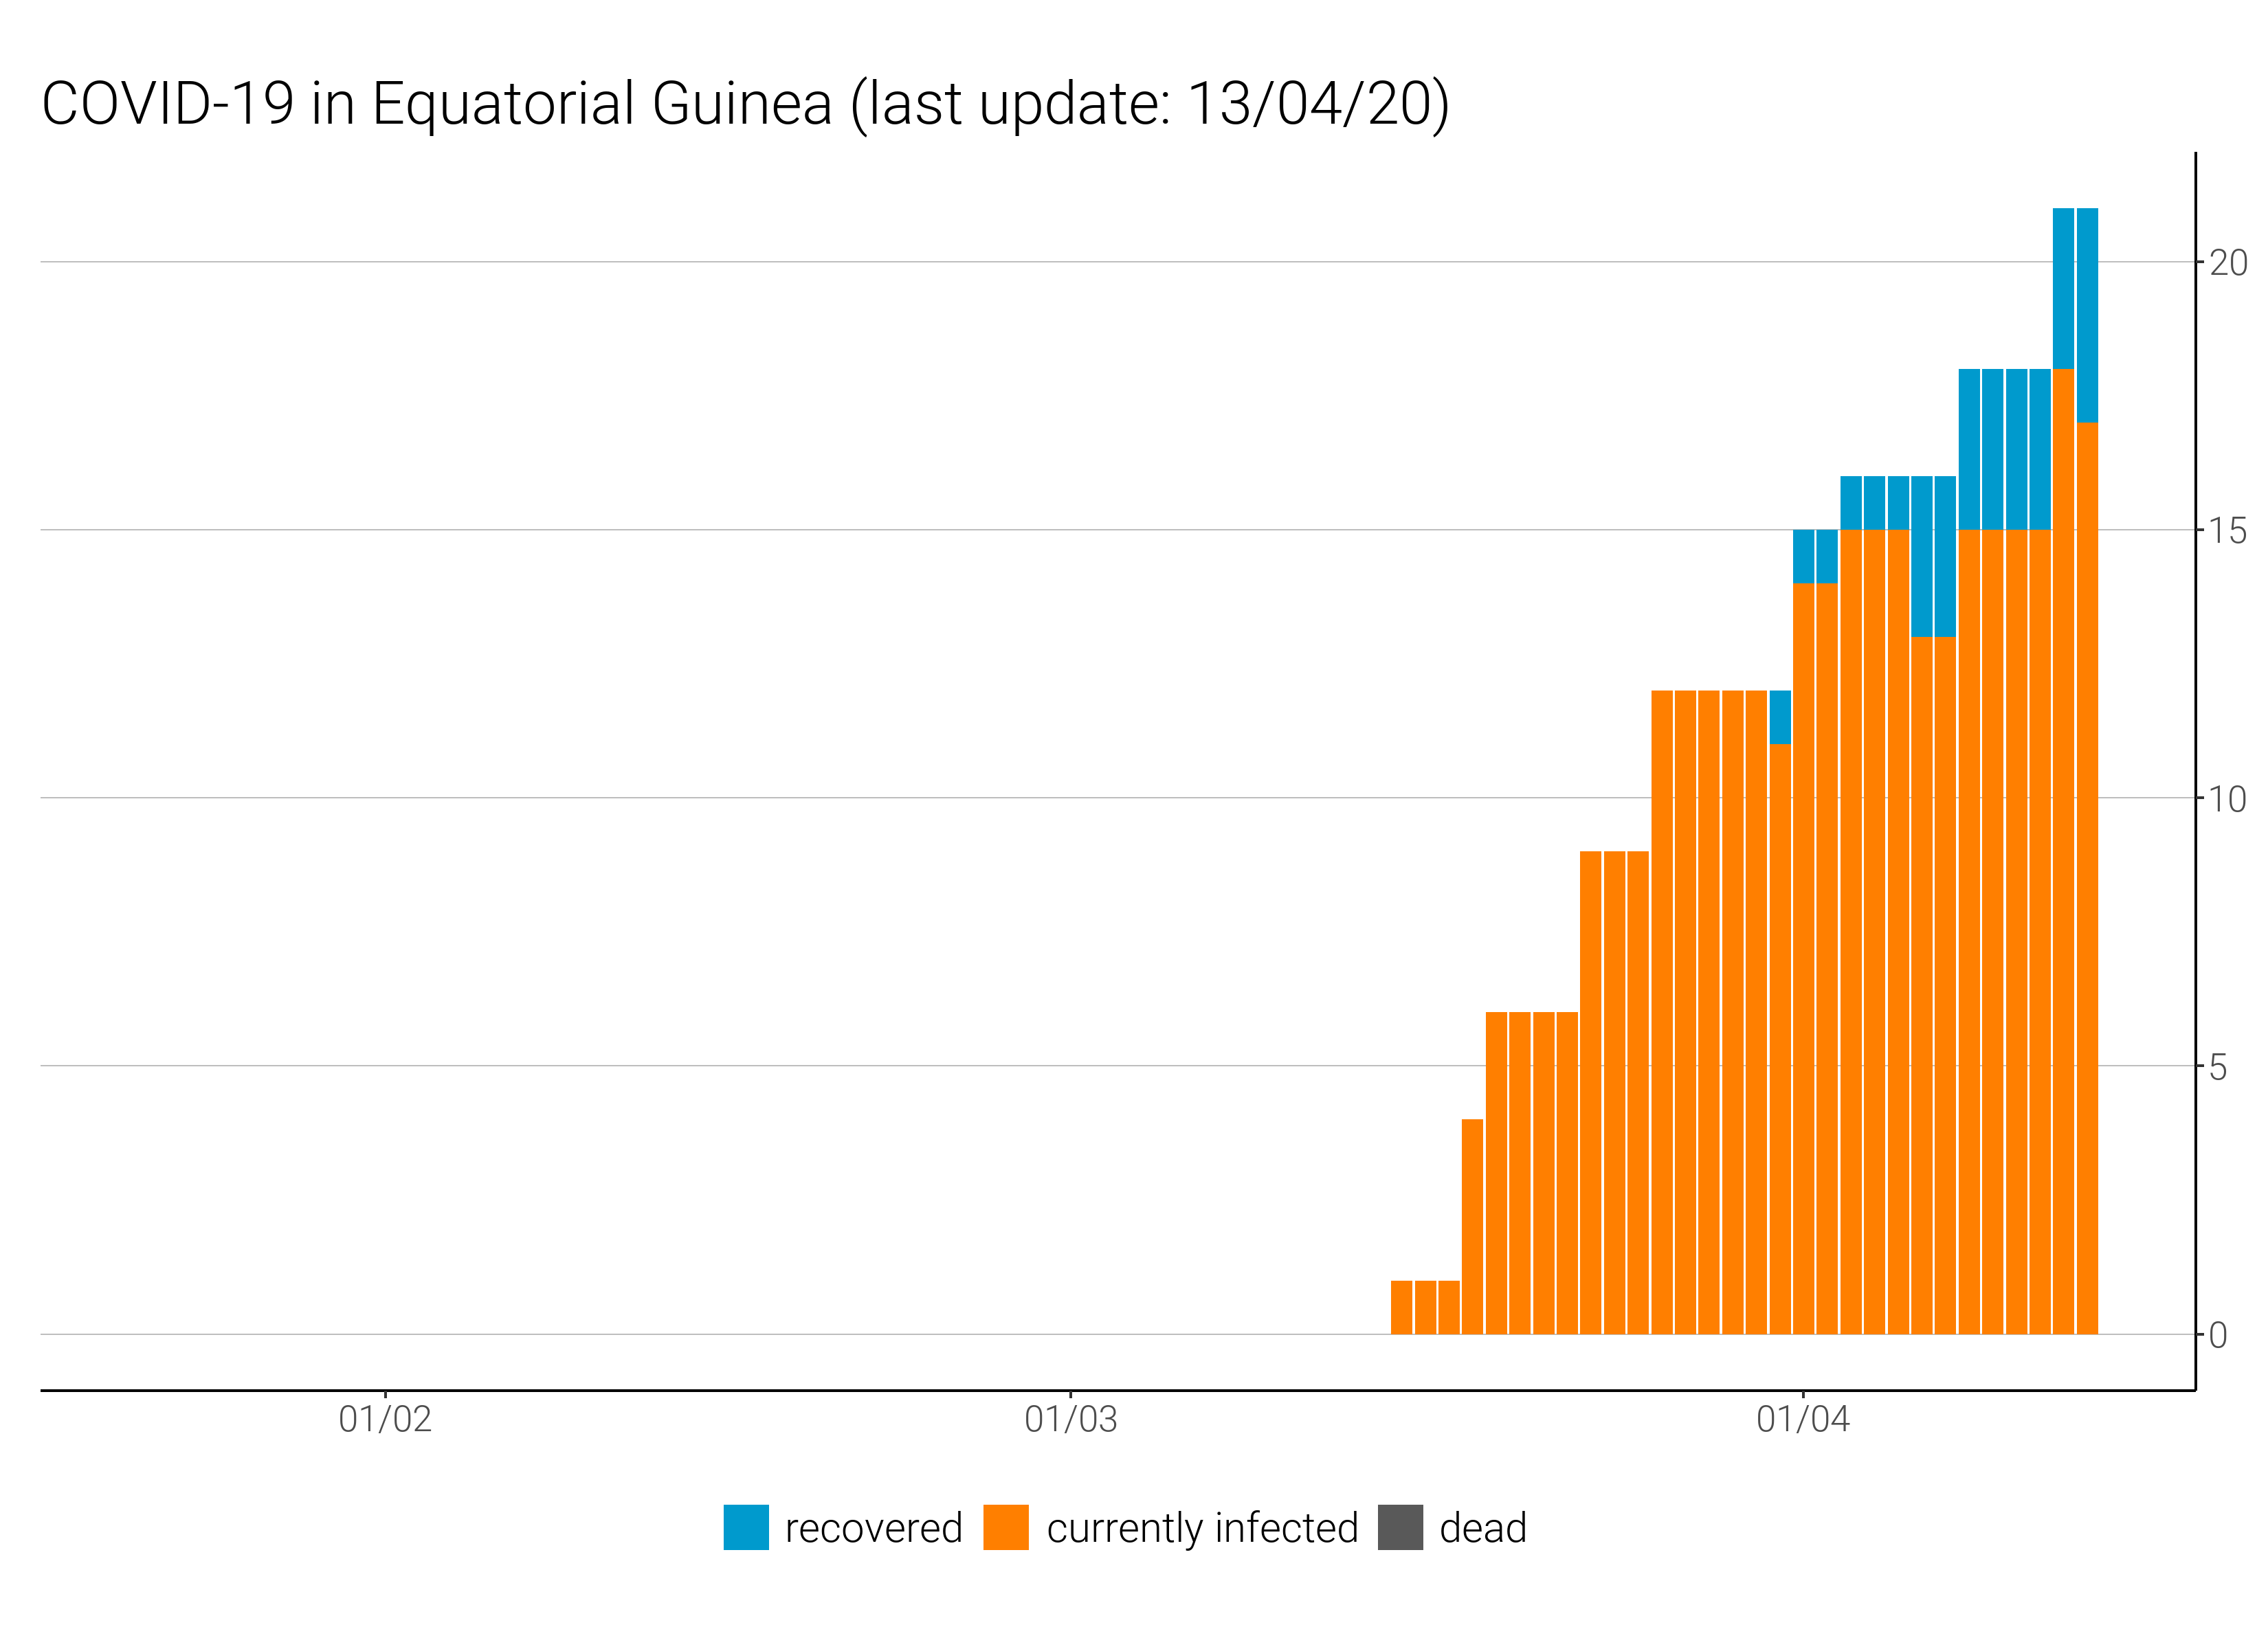 COVID-19 in Equatorial Guinea (last update: 13/04/20)
20
15
10
5
0
01/02 01/03 01/04
recovered currently infected dead